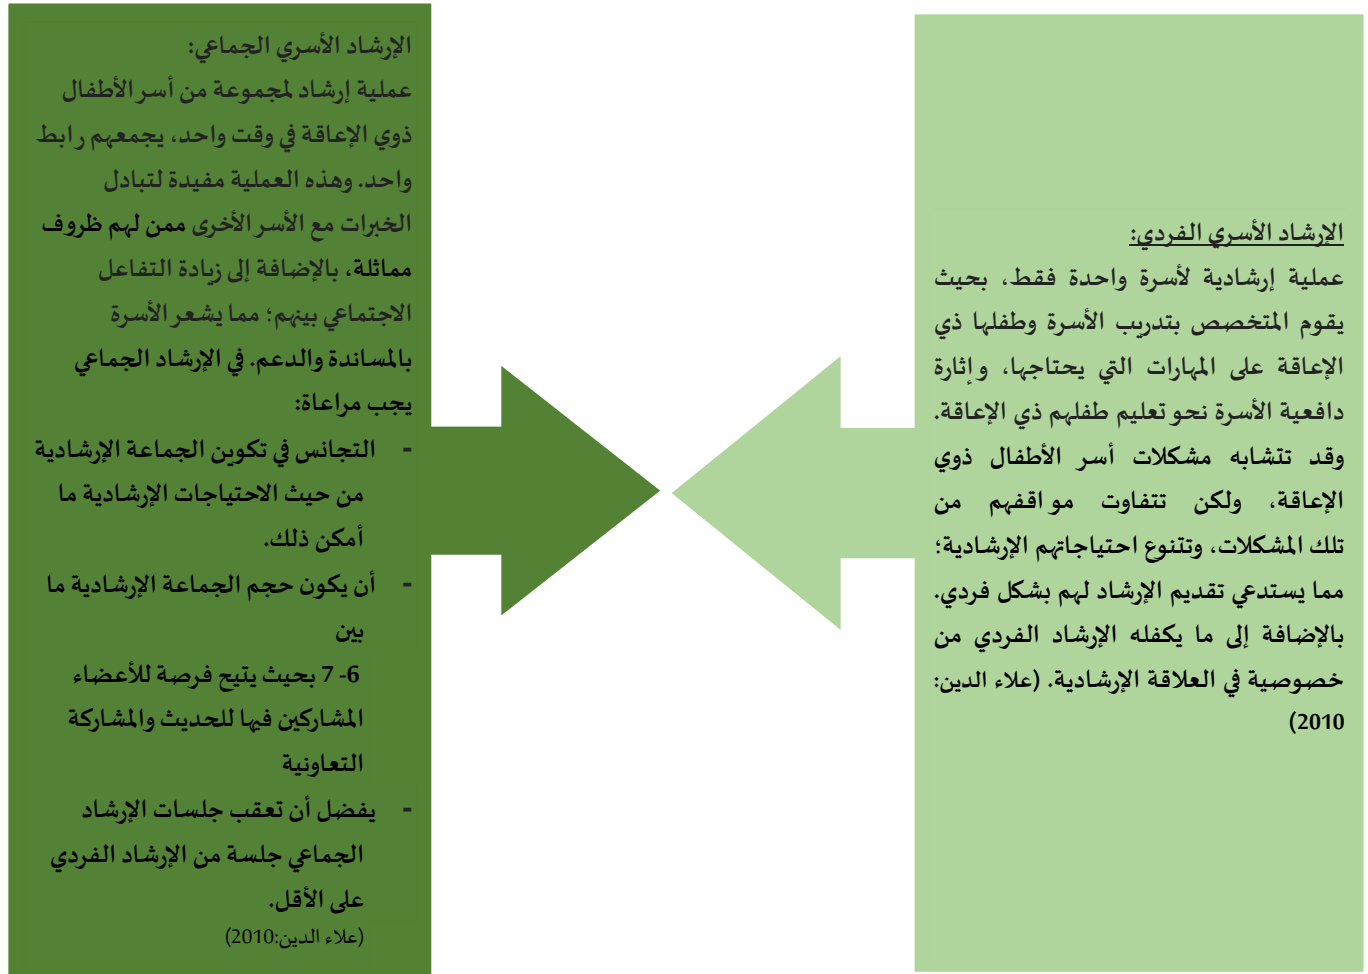 الإرشاد الأسري الفردي:
عملية إرشادية لأسرة واحدة فقط، بحيث
يقوم المتخصص بتدريب الأسرة وطفلها ذي
الإعاقة على المهارات التي يحتاجها، وإثارة
دافعية الأسرة نحو تعليم طفلهم ذي الإعاقة.
وقد تتشابه مشكلات أسر الأطفال ذوي
الإعاقة، ولكن تتفاوت مواقفهم من
تلك المشكلات، وتتنوع احتياجاتهم الإرشادية؛
مما يستدعي تقديم الإرشاد لهم بشكل فردي.
بالإضافة إلى ما يكفله الإرشاد الفردي من
خصوصية في العلاقة الإرشادية. (علاء الدين:
2010)
الإرشاد الأسري الجماعي:
عملية إرشاد لمجموعة من أسر الأطفال
ذوي الإعاقة في وقت واحد، يجمعهم رابط
واحد. وهذه العملية مفيدة لتبادل
الخبرات مع الأسر الأخرى ممن لهم ظروف
مماثلة، بالإضافة إلى زيادة التفاعل
الاجتماعي بينهم؛ مما يشعر الأسرة
بالمساندة والدعم. في الإرشاد الجماعي
يجب مراعاة:
- التجانس في تكوين الجماعة الإرشادية
من حيث الاحتياجات الإرشادية ما
أمكن ذلك.
- أن يكون حجم الجماعة الإرشادية ما
بين
6- 7 بحيث يتيح فرصة للأعضاء
المشاركين فيها للحديث والمشاركة
التعاونية
- يفضل أن تعقب جلسات الإرشاد
الجماعي جلسة من الإرشاد الفردي
على الأقل.
(علاء الدين:2010)